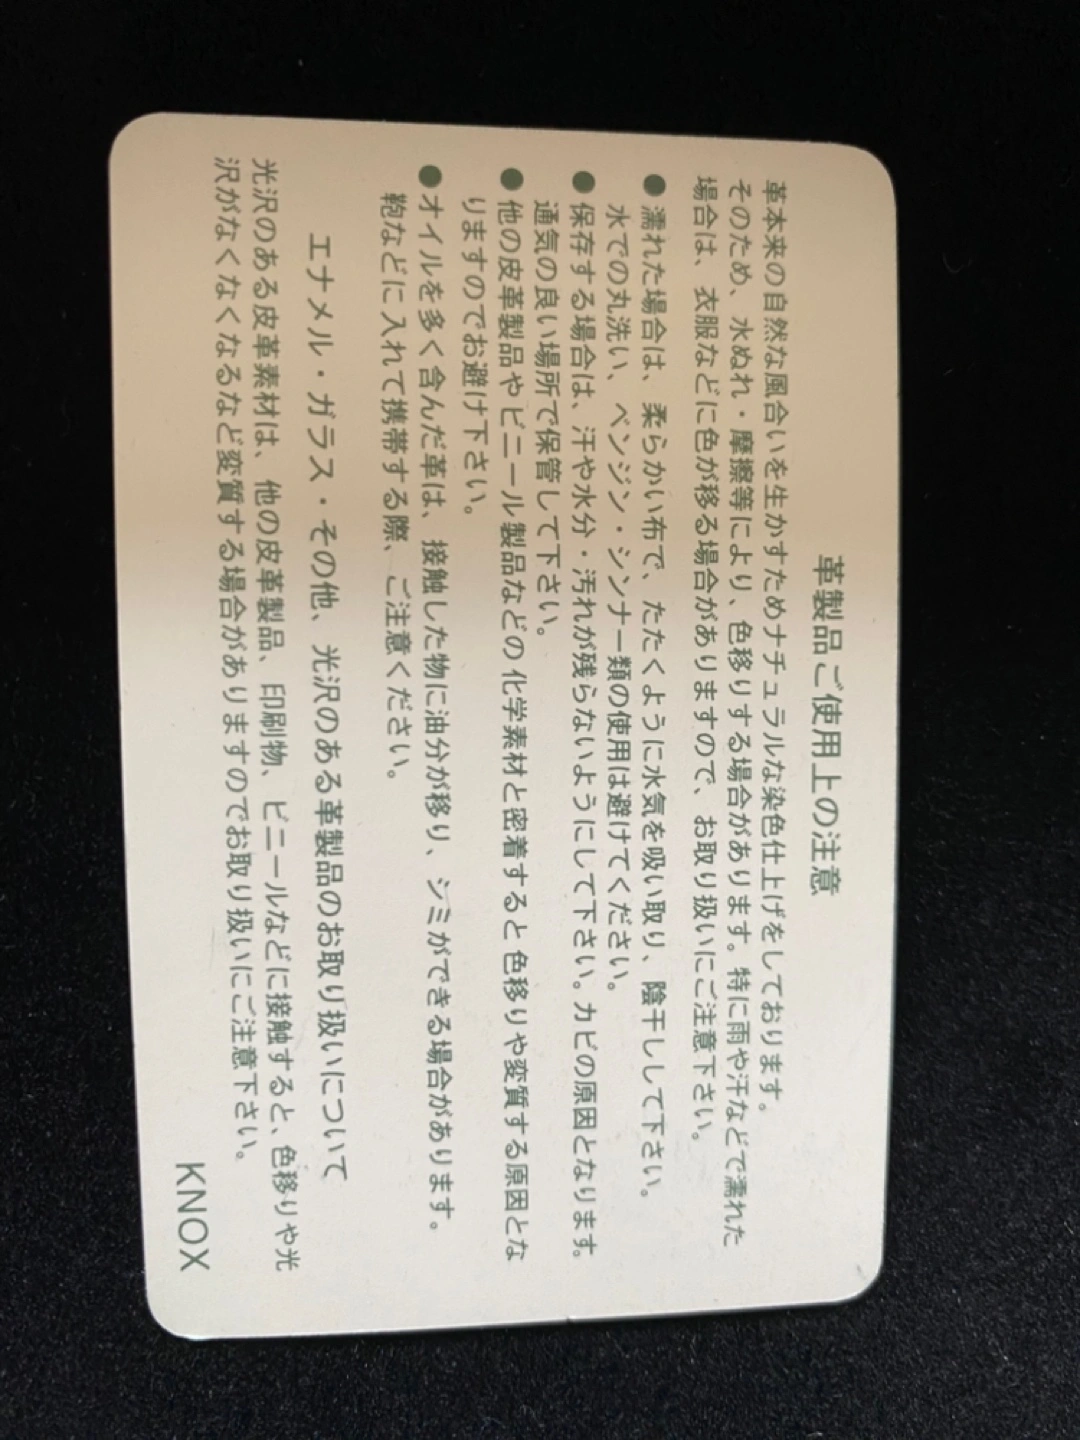 革製品ご使用上の注意
革本来の自然な風合いを生かすためナチュラルな染色仕上げをしております。
そのため、水ぬれ・摩擦等により、色移りする場合があります。特に雨や汗などで濡れた
場合は、衣服などに色が移る場合がありますので、お取り扱いにご注意下さい。
●濡れた場合は、柔らかい布で、たたくように水気を吸い取り、陰干しして下さい。
水での丸洗い、ベンジン・シンナー類の使用は避けてください。
●保存する場合は、汗や水分・汚れが残らないようにして下さい。カビの原因となります。
通気の良い場所で保管して下さい。
●他の皮革製品やビニール製品などの化学素材と密着すると色移りや変質する原因とな
りますのでお避け下さい。
●オイルを多く含んだ革は、接触した物に油分が移り、シミができる場合があります。
鞄などに入れて携帯する際、ご注意ください。
エナメル・ガラス・その他、光沢のある革製品のお取り扱いについて
光沢のある皮革素材は、他の皮革製品、印刷物、ビニールなどに接触すると、色移りや光
沢がなくなくなるなど変質する場合がありますのでお取り扱いにご注意下さい。
KNOX